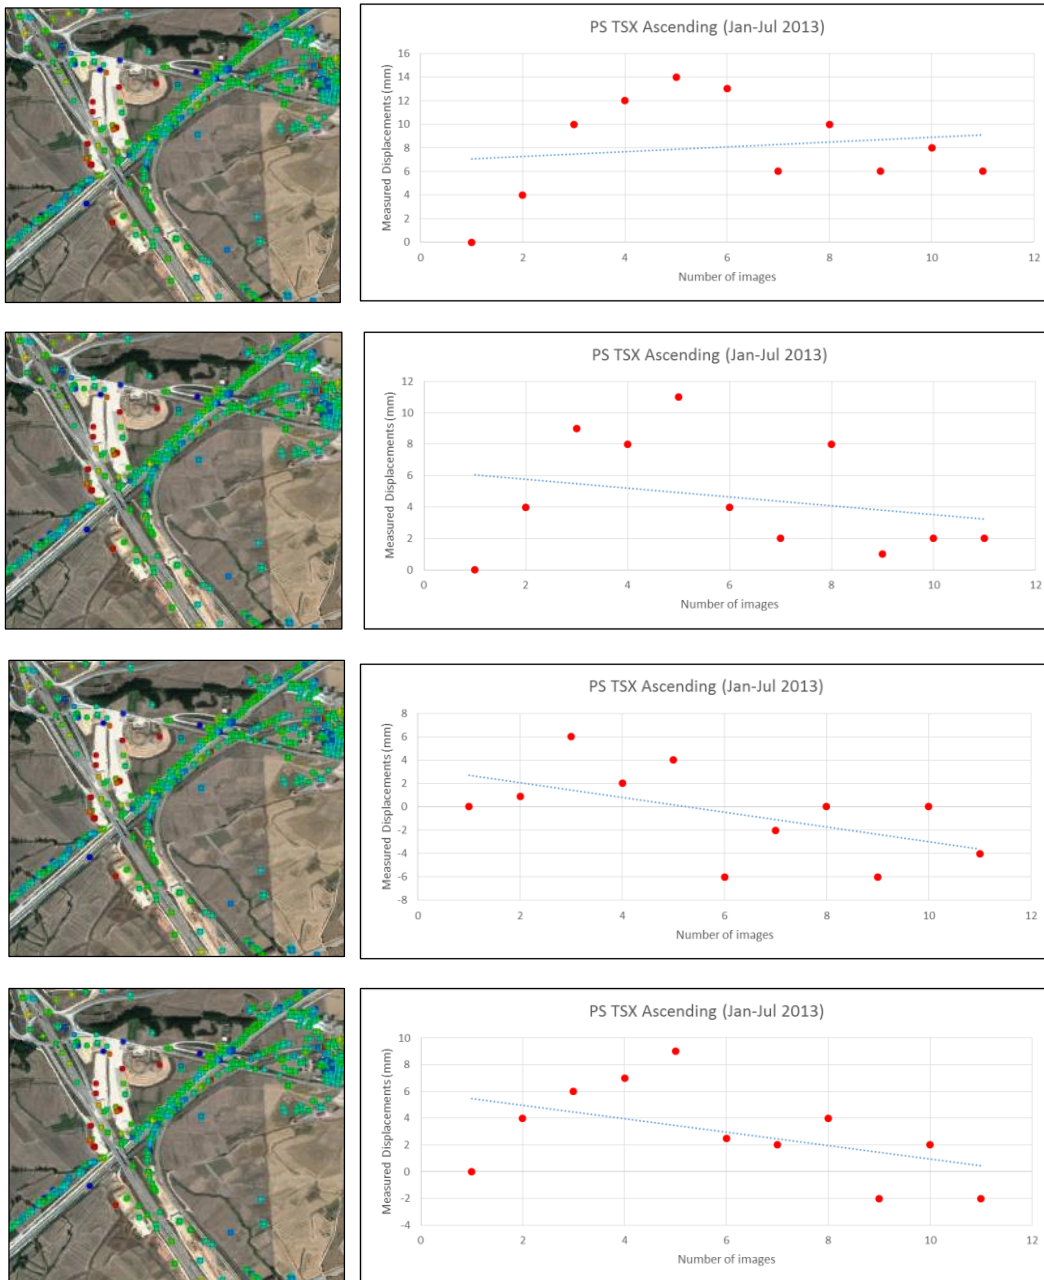 PS TSX Ascending (Jan-Jul 2013)
Measured Displacements (mm)
16
14
12
10
8
6
4
2
0
0 2 4 6 8 10 12
Number of images
PS TSX Ascending (Jan-Jul 2013)
Measured Displacements (mm)
12
10
8
6
4
2
0
0 2 4 6 8 10 12
Number of images
PS TSX Ascending (Jan-Jul 2013)
Measured Displacements (mm)
8
6
4
2
0
-2
-4
-6
-8
0 2 4 6 8 10 12
Number of images
PS TSX Ascending (Jan-Jul 2013)
Measured Displacements (mm)
10
8
6
4
2
0
-2
-4
0 2 4 6 8 10 12
Number of images